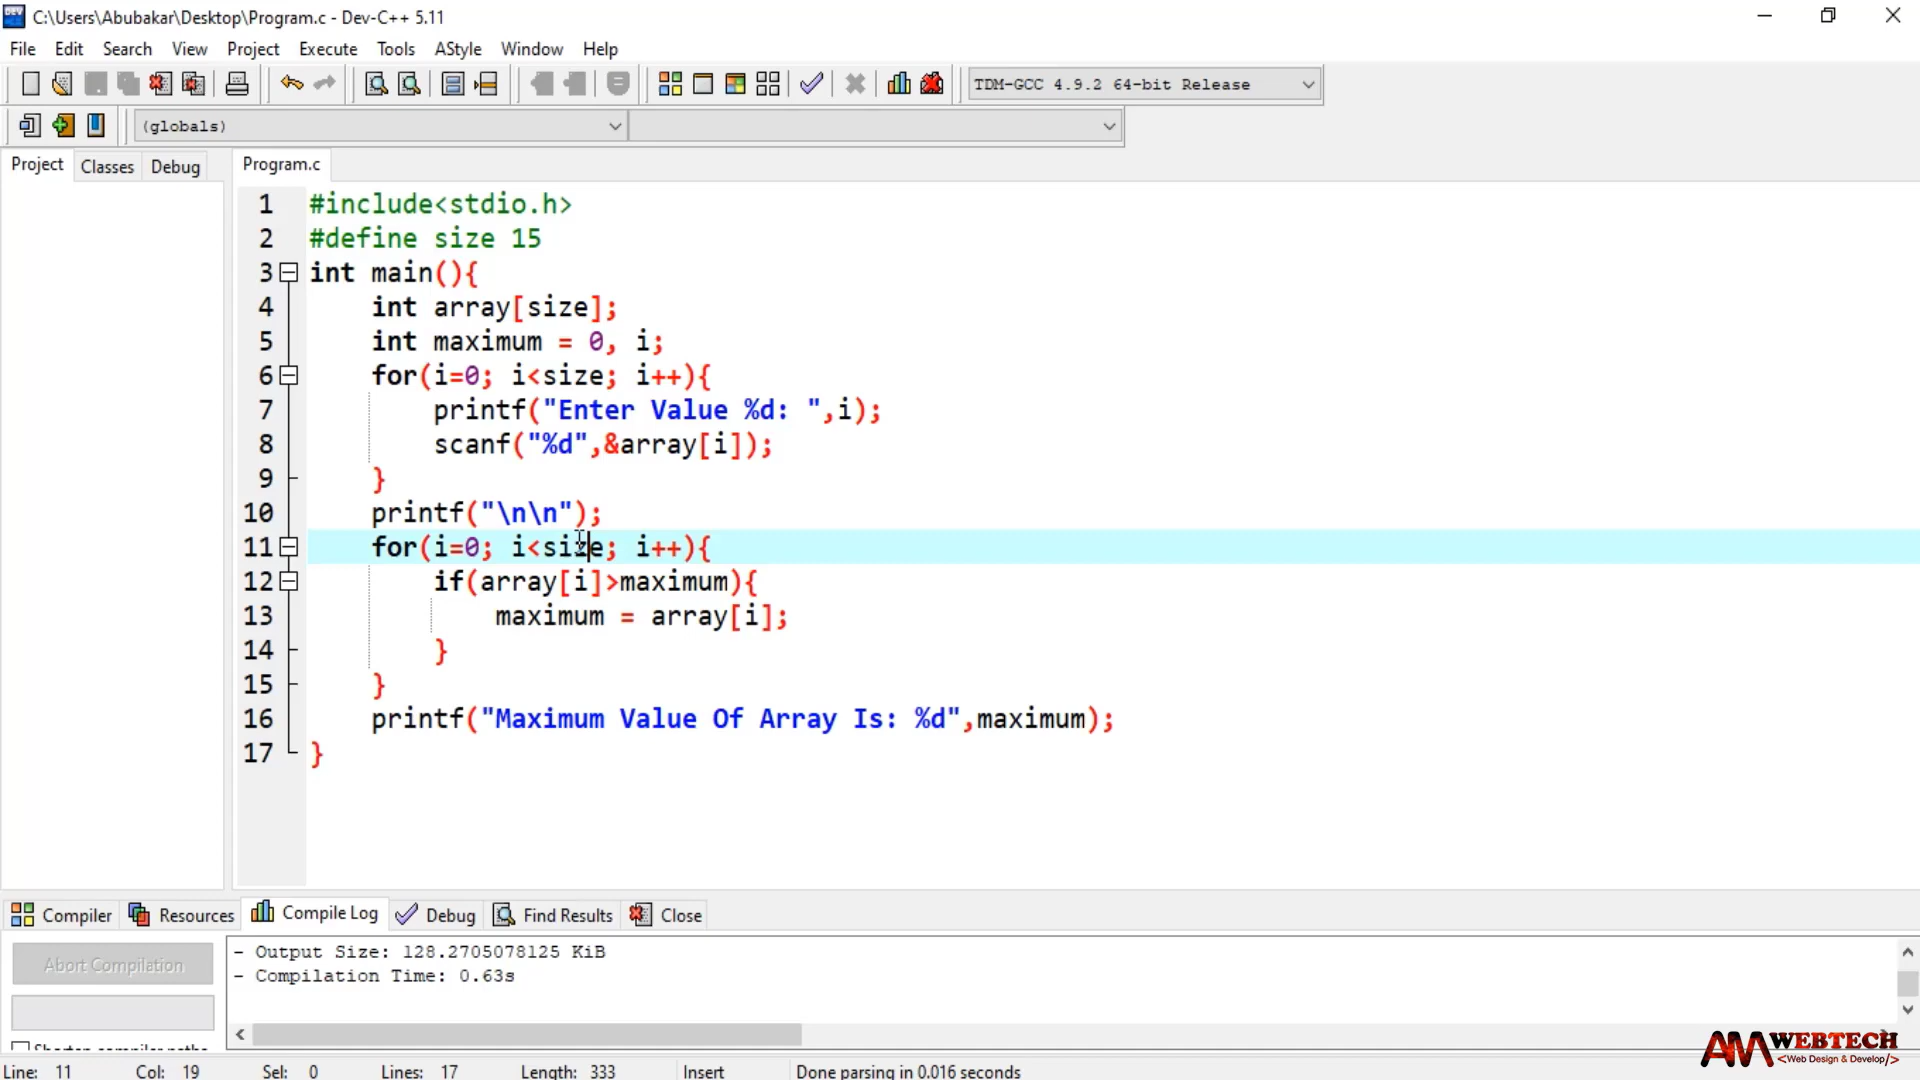 C:\Users\Abubakar\Desktop\Program.c - Dev-C++ 5.11
File Edit Search View Project Execute Tools AStyle Window Help
TDM-GCC 4.9.2 64-bit Release
(globals)
Project Classes Debug
Program.c
1 #include<stdio.h>
2 #define size 15
3 int main(){
4 int array[size];
5 int maximum = 0, i;
6 for(i=0; i<size; i++){
7 printf("Enter Value %d: ",i);
8 scanf("%d",&array[i]);
9 }
10 printf("\n\n");
11 for(i=0; i<size; i++){
12 if(array[i]>maximum){
13 maximum = array[i];
14 }
15 }
16 printf("Maximum Value Of Array Is: %d",maximum);
17 }
Compiler Resources Compile Log Debug Find Results Close
Abort Compilation
- Output Size: 128.2705078125 KiB
- Compilation Time: 0.63s
Shorten compiler paths
AMWEBTECH
<Web Design & Develop/>
Line: 11 Col: 19 Sel: 0 Lines: 17 Length: 333 Insert Done parsing in 0.016 seconds